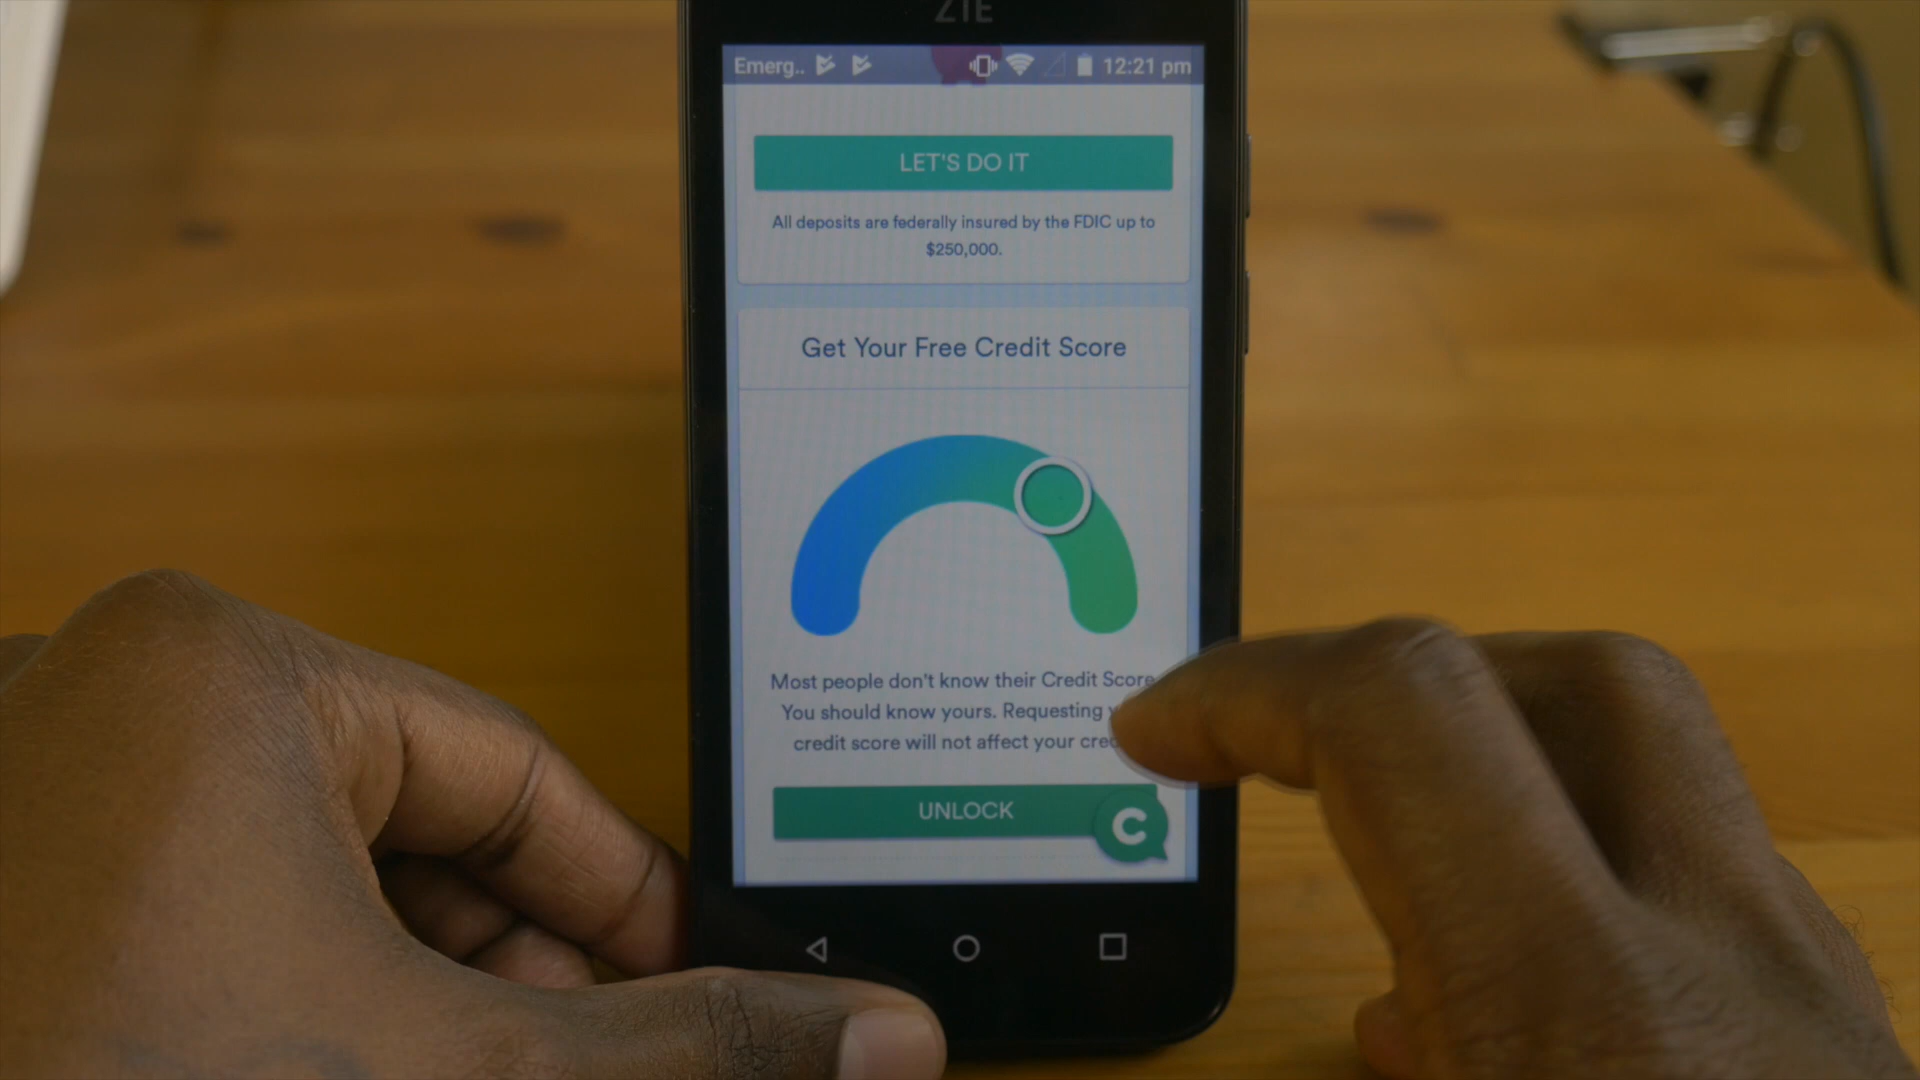 ZTE
Emerg.. 12:21 pm
LET'S DO IT
All deposits are federally insured by the FDIC up to
$250,000.
Get Your Free Credit Score
Most people don't know their Credit Score
You should know yours. Requesting
credit score will not affect your
UNLOCK
C